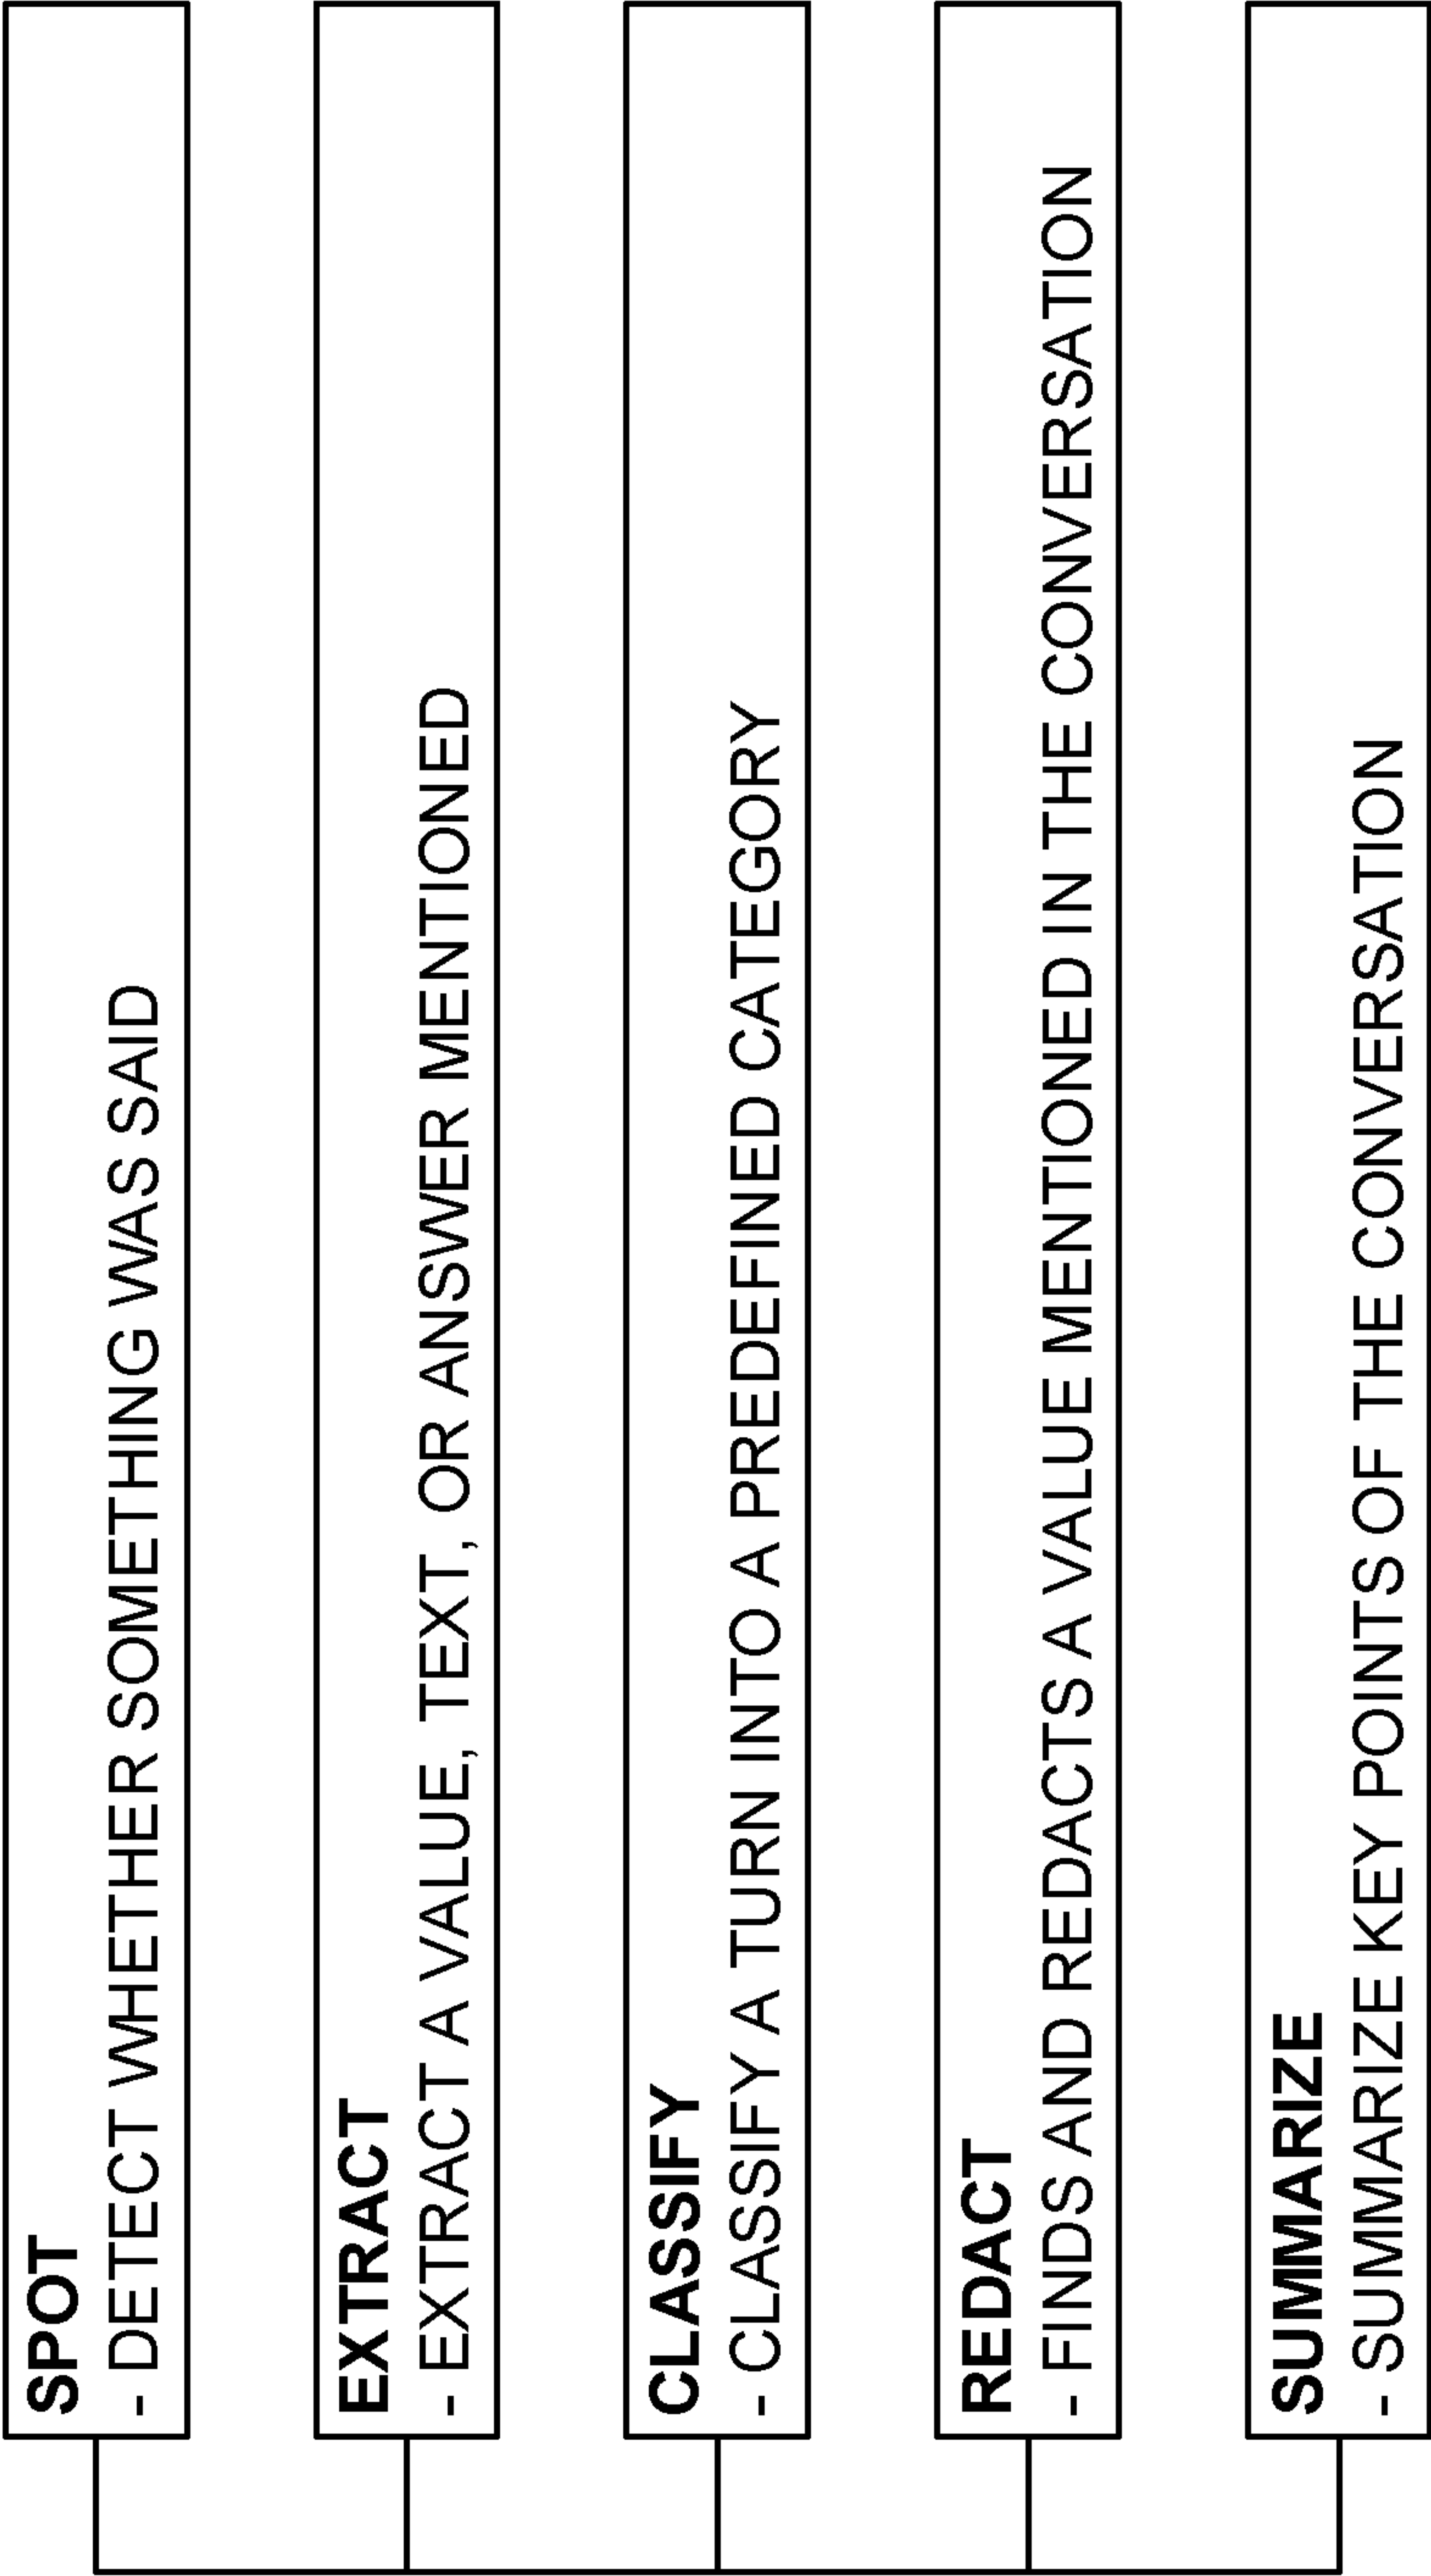 SPOT
- DETECT WHETHER SOMETHING WAS SAID
EXTRACT
- EXTRACT A VALUE, TEXT, OR ANSWER MENTIONED
CLASSIFY
- CLASSIFY A TURN INTO A PREDEFINED CATEGORY
REDACT
- FINDS AND REDACTS A VALUE MENTIONED IN THE CONVERSATION
SUMMARIZE
- SUMMARIZE KEY POINTS OF THE CONVERSATION